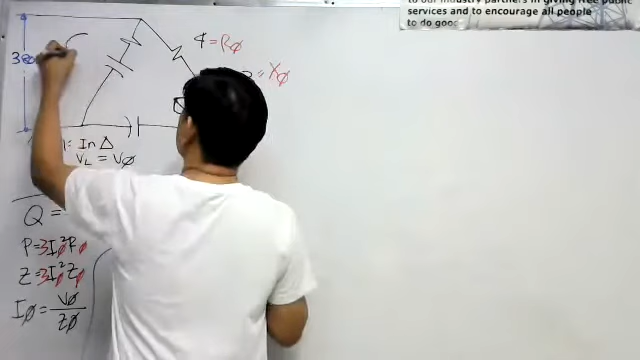 to our industry partners in giving free public
services and to encourage all people
to do good
4 = RΦ
= XΦ
: In Δ
VL = VΦ
Q =
P=3IΦ²RΦ
Z=3IΦ²ZΦ
IΦ = VΦ
ZΦ